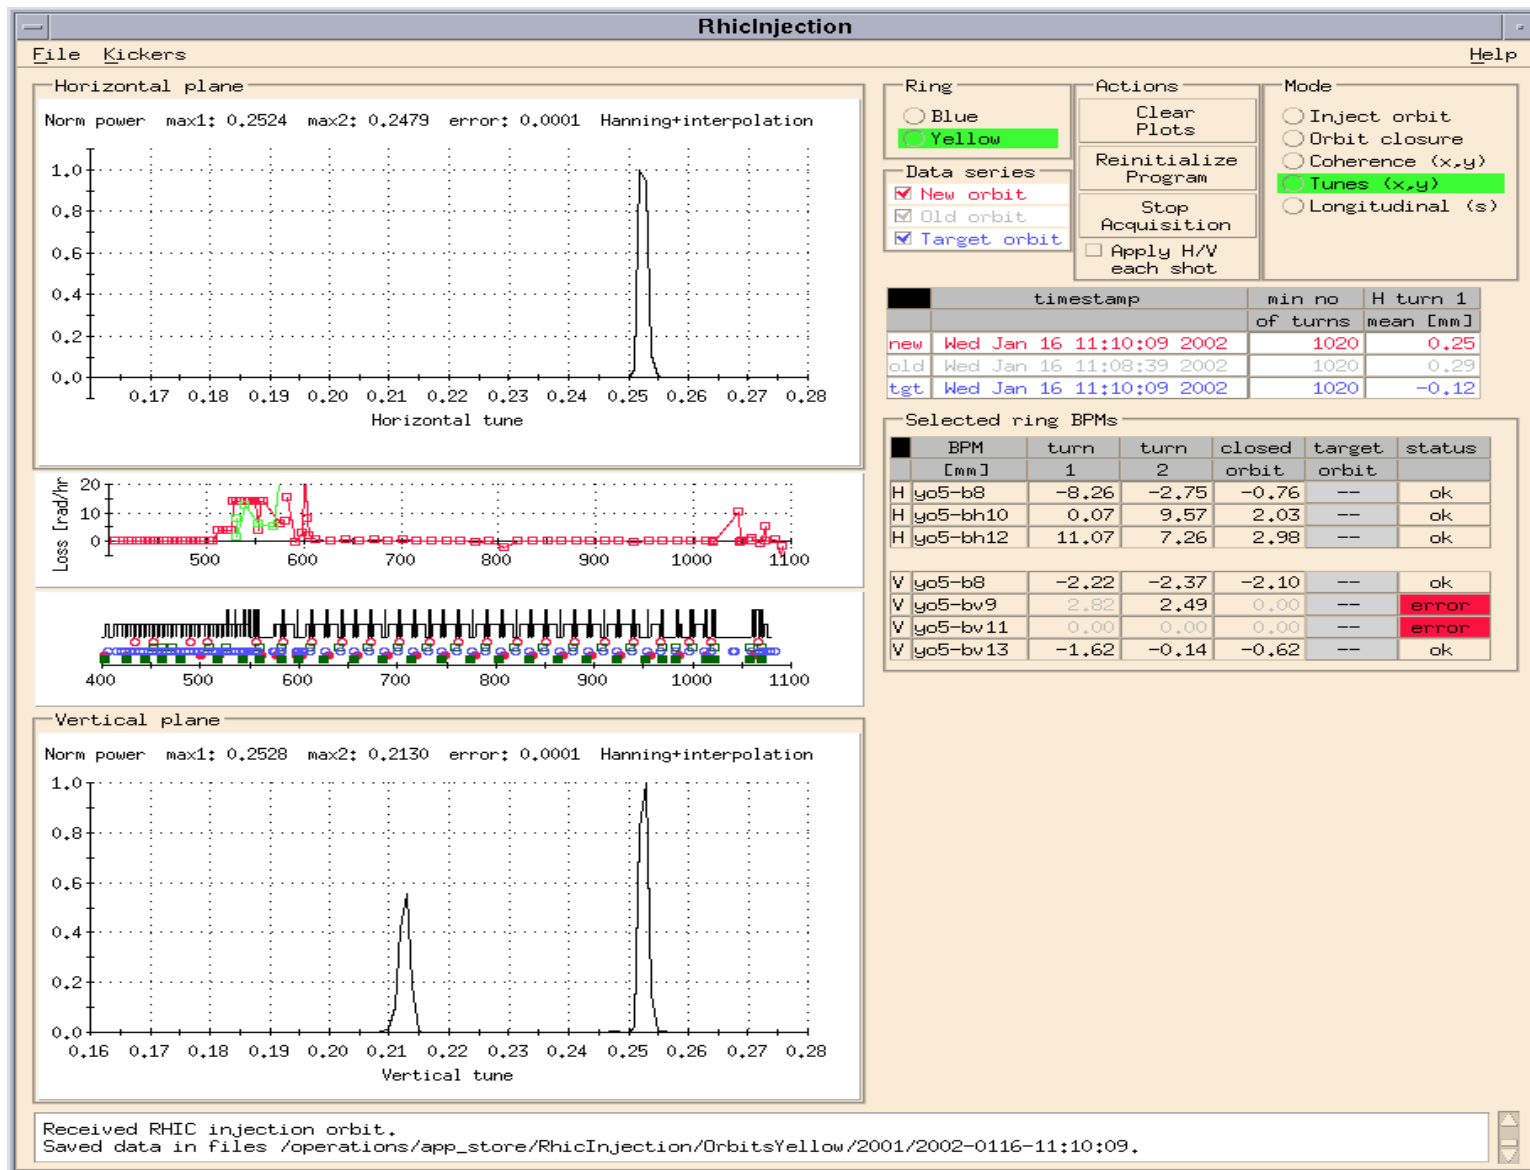 RhicInjection
File Kickers Help
Horizontal plane
Norm power max1: 0.2524 max2: 0.2479 error: 0.0001 Hanning+interpolation
1.0
0.8
0.6
0.4
0.2
0.0
0.17 0.18 0.19 0.20 0.21 0.22 0.23 0.24 0.25 0.26 0.27 0.28
Horizontal tune
Loss [rad/hr
20
10
0
500 600 700 800 900 1000 1100
400 500 600 700 800 900 1000 1100
Vertical plane
Norm power max1: 0.2528 max2: 0.2130 error: 0.0001 Hanning+interpolation
1.0
0.8
0.6
0.4
0.2
0.0
0.16 0.17 0.18 0.19 0.20 0.21 0.22 0.23 0.24 0.25 0.26 0.27 0.28
Vertical tune
Ring
Blue
Yellow
Data series
New orbit
Old orbit
Target orbit
Actions
Clear
Plots
Reinitialize
Program
Stop
Acquisition
Apply H/V
each shot
Mode
Inject orbit
Orbit closure
Coherence (x,y)
Tunes (x,y)
Longitudinal (s)
timestamp min no H turn 1
of turns mean [mm]
new Wed Jan 16 11:10:09 2002 1020 0.25
old Wed Jan 16 11:08:39 2002 1020 0.29
tgt Wed Jan 16 11:10:09 2002 1020 -0.12
Selected ring BPMs
BPM turn turn closed target status
[mm] 1 2 orbit orbit
H yo5-b8 -8.26 -2.75 -0.76 -- ok
H yo5-bh10 0.07 9.57 2.03 -- ok
H yo5-bh12 11.07 7.26 2.98 -- ok
V yo5-b8 -2.22 -2.37 -2.10 -- ok
V yo5-bv9 2.82 2.49 0.00 -- error
V yo5-bv11 0.00 0.00 0.00 -- error
V yo5-bv13 -1.62 -0.14 -0.62 -- ok
Received RHIC injection orbit.
Saved data in files /operations/app_store/RhicInjection/OrbitsYellow/2001/2002-0116-11:10:09.